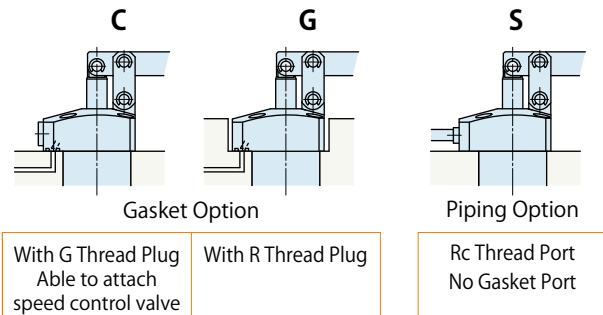 C
G
S
Gasket Option
Piping Option
With G Thread Plug
Able to attach
speed control valve
With R Thread Plug
Rc Thread Port
No Gasket Port